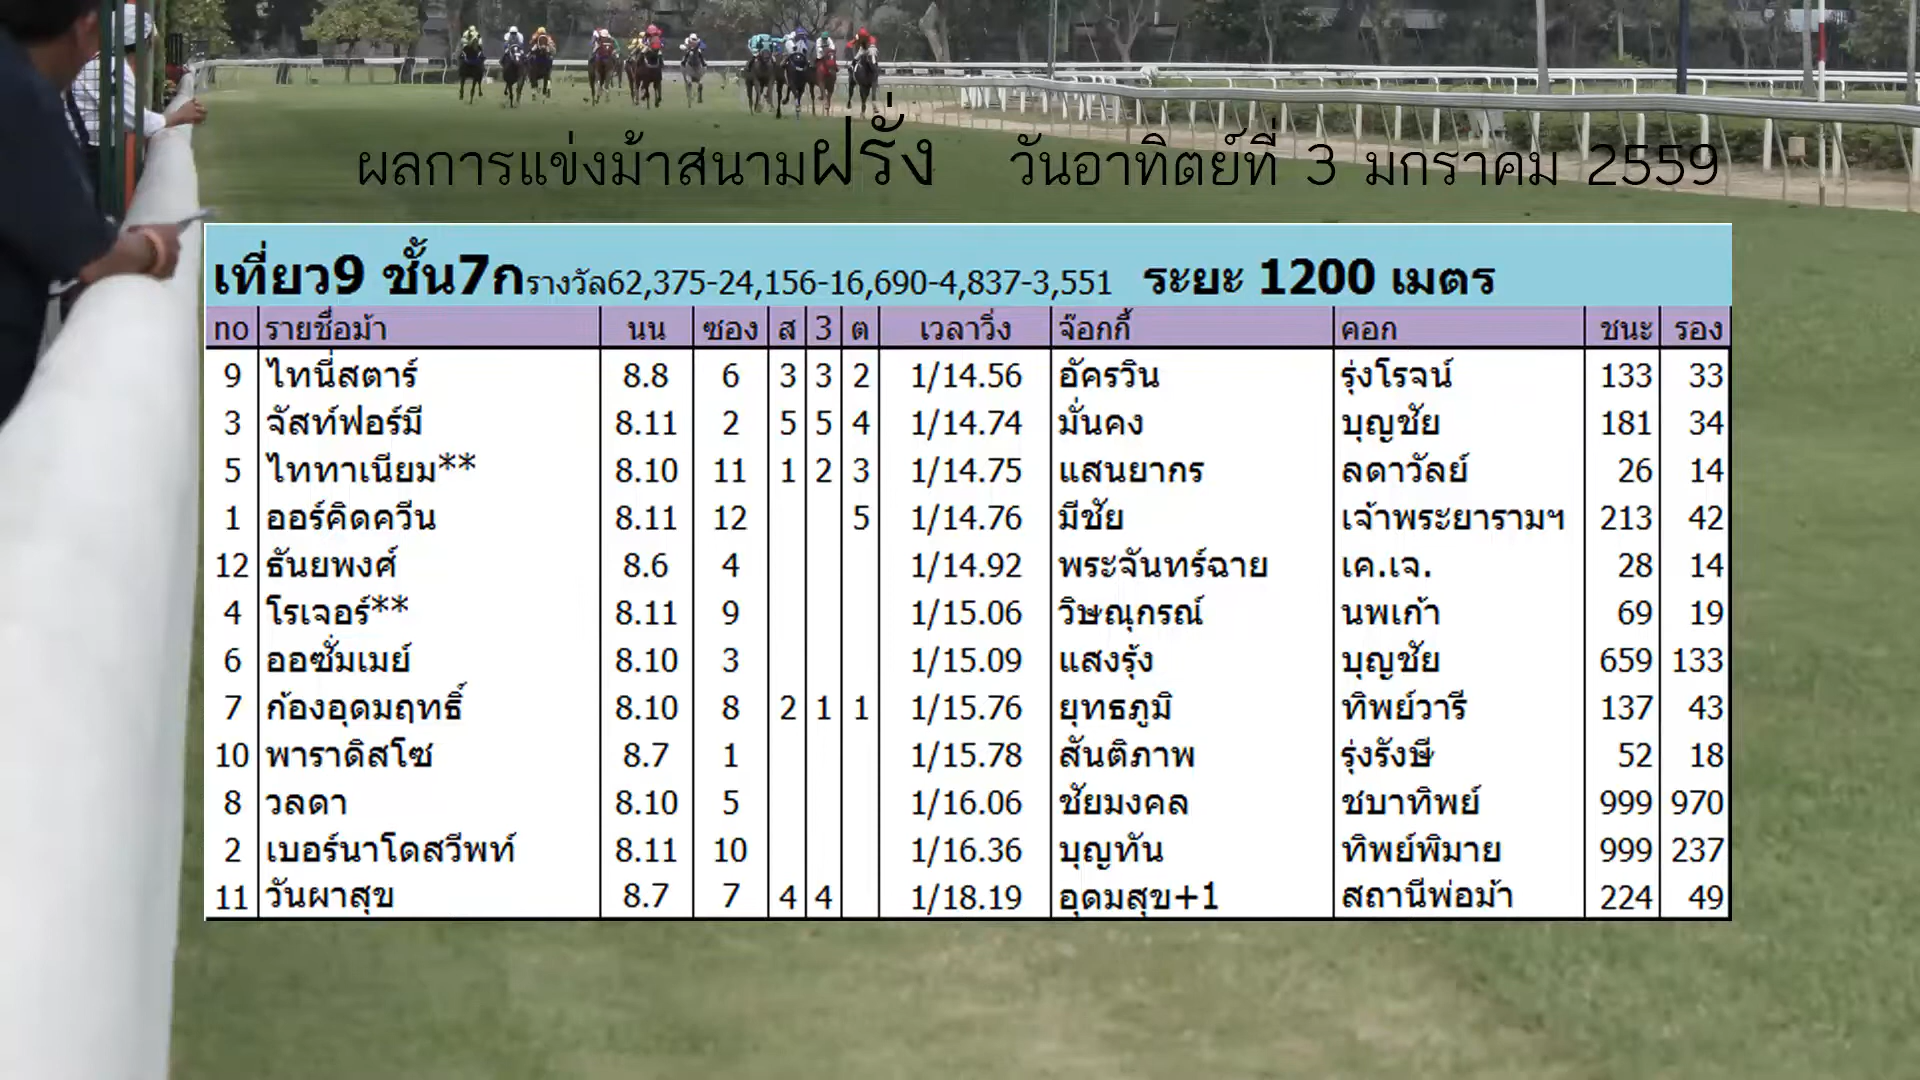 ผลการแข่งม้าสนามฝรั่ง วันอาทิตย์ที่ 3 มกราคม 2559
เที่ยว9 ชั้น7ก รางวัล62,375-24,156-16,690-4,837-3,551 ระยะ 1200 เมตร
no รายชื่อม้า นน ซอง ส 3 ต เวลาวิ่ง จ๊อกกี้ คอก ชนะ รอง
9 ไทนี่สตาร์ 8.8 6 3 3 2 1/14.56 อัครวิน รุ่งโรจน์ 133 33
3 จัสท์ฟอร์มี 8.11 2 5 5 4 1/14.74 มั่นคง บุญชัย 181 34
5 ไททาเนียม** 8.10 11 1 2 3 1/14.75 แสนยากร ลดาวัลย์ 26 14
1 ออร์คิดควีน 8.11 12 5 1/14.76 มีชัย เจ้าพระยารามฯ 213 42
12 ธันยพงศ์ 8.6 4 1/14.92 พระจันทร์ฉาย เค.เจ. 28 14
4 โรเจอร์** 8.11 9 1/15.06 วิษณุกรณ์ นพเก้า 69 19
6 ออซั่มเมย์ 8.10 3 1/15.09 แสงรุ้ง บุญชัย 659 133
7 ก้องอุดมฤทธิ์ 8.10 8 2 1 1 1/15.76 ยุทธภูมิ ทิพย์วารี 137 43
10 พาราดิสโซ่ 8.7 1 1/15.78 สันติภาพ รุ่งรังษี 52 18
8 วลดา 8.10 5 1/16.06 ชัยมงคล ชบาทิพย์ 999 970
2 เบอร์นาโดสวีพท์ 8.11 10 1/16.36 บุญทัน ทิพย์พิมาย 999 237
11 วันผาสุข 8.7 7 4 4 1/18.19 อุดมสุข+1 สถานีพ่อม้า 224 49